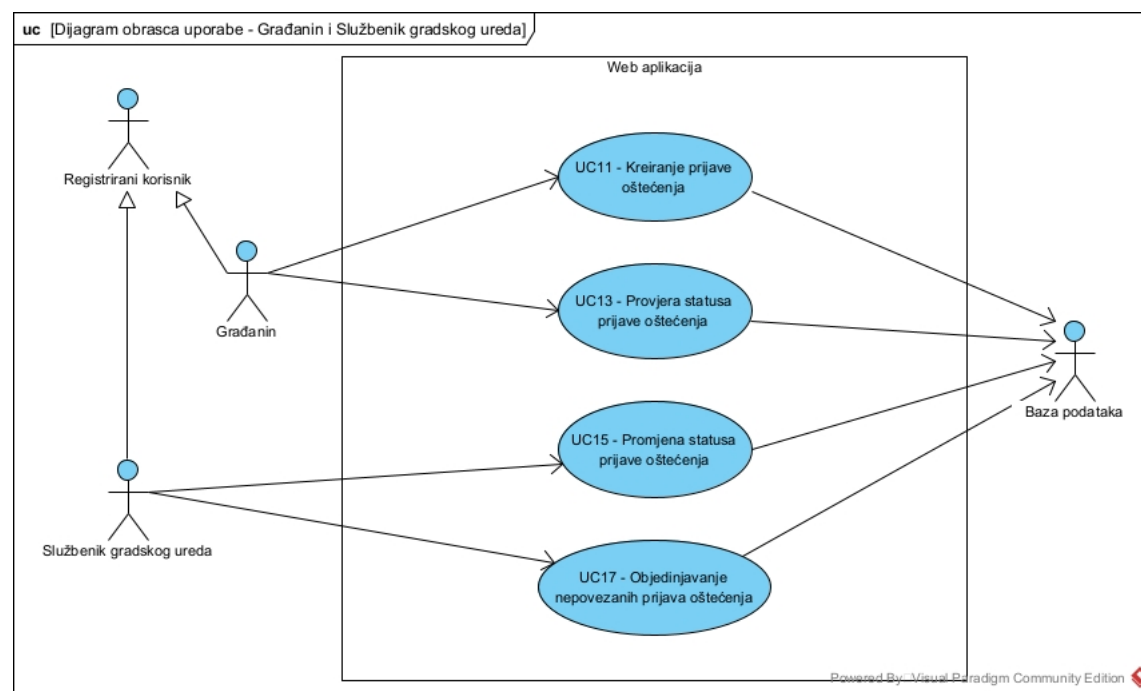 uc [Dijagram obrasca uporabe - Građanin i Službenik gradskog ureda]
Web aplikacija
Registrirani korisnik
UC11 - Kreiranje prijave
oštećenja
Građanin
UC13 - Provjera statusa
prijave oštećenja
Baza podataka
UC15 - Promjena statusa
prijave oštećenja
Službenik gradskog ureda
UC17 - Objedinjavanje
nepovezanih prijava oštećenja
Powered By Visual Paradigm Community Edition